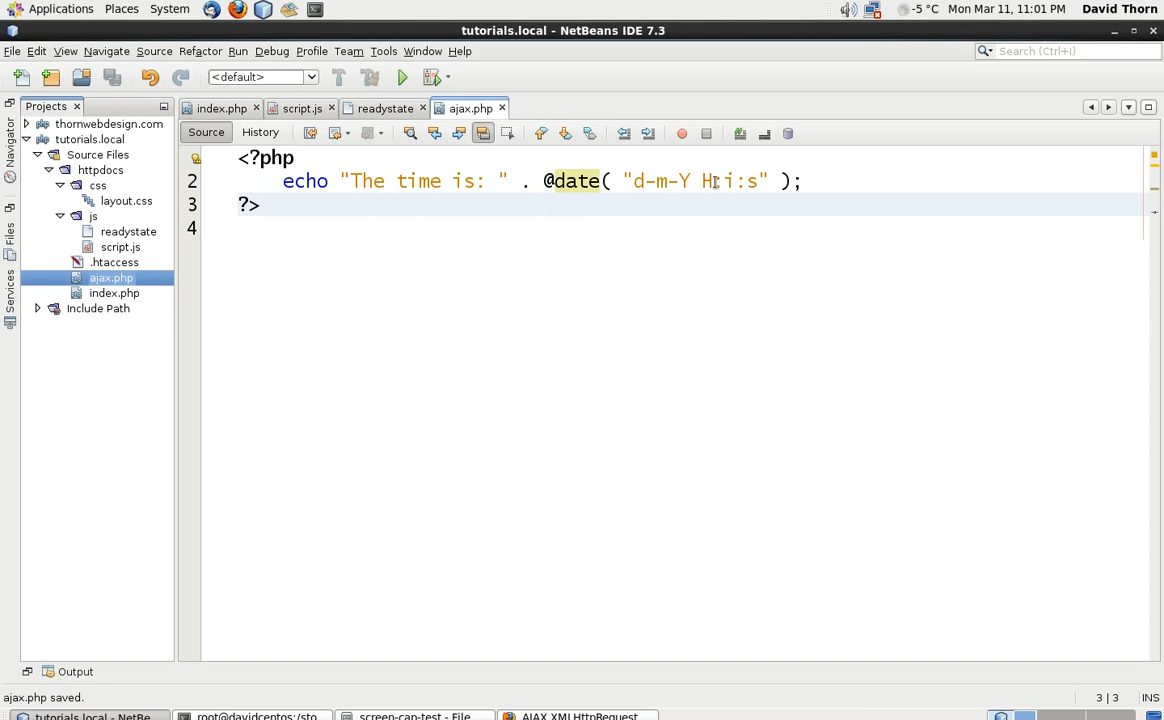 Applications Places System -5 °C Mon Mar 11, 11:01 PM David Thorn
tutorials.local - NetBeans IDE 7.3
File Edit View Navigate Source Refactor Run Debug Profile Team Tools Window Help Search (Ctrl+I)
<default>
Projects index.php script.js readystate ajax.php
Navigator
Files
Services
thornwebdesign.com
tutorials.local
Source Files
httpdocs
css
layout.css
js
readystate
script.js
.htaccess
ajax.php
index.php
Include Path
Source History
<?php
2 echo "The time is: " . @date( "d-m-Y H:i:s" );
3 ?>
4
Output
ajax.php saved. 3 | 3 INS
tutorials.local - NetBe... root@davidcentos:/sto... screen-cap-test - File... AJAX XMLHttpRequest...